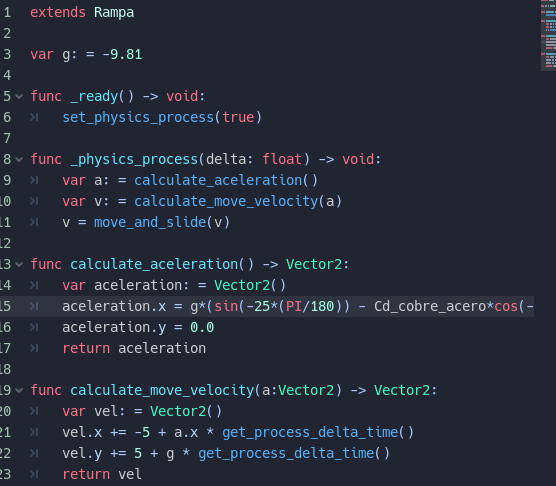 1 extends Rampa
2
3 var g: = -9.81
4
5 func _ready() -> void:
6 set_physics_process(true)
7
8 func _physics_process(delta: float) -> void:
9 var a: = calculate_aceleration()
10 var v: = calculate_move_velocity(a)
11 v = move_and_slide(v)
12
13 func calculate_aceleration() -> Vector2:
14 var aceleration: = Vector2()
15 aceleration.x = g*(sin(-25*(PI/180)) - Cd_cobre_acero*cos(-
16 aceleration.y = 0.0
17 return aceleration
18
19 func calculate_move_velocity(a:Vector2) -> Vector2:
20 var vel: = Vector2()
21 vel.x += -5 + a.x * get_process_delta_time()
22 vel.y += 5 + g * get_process_delta_time()
23 return vel